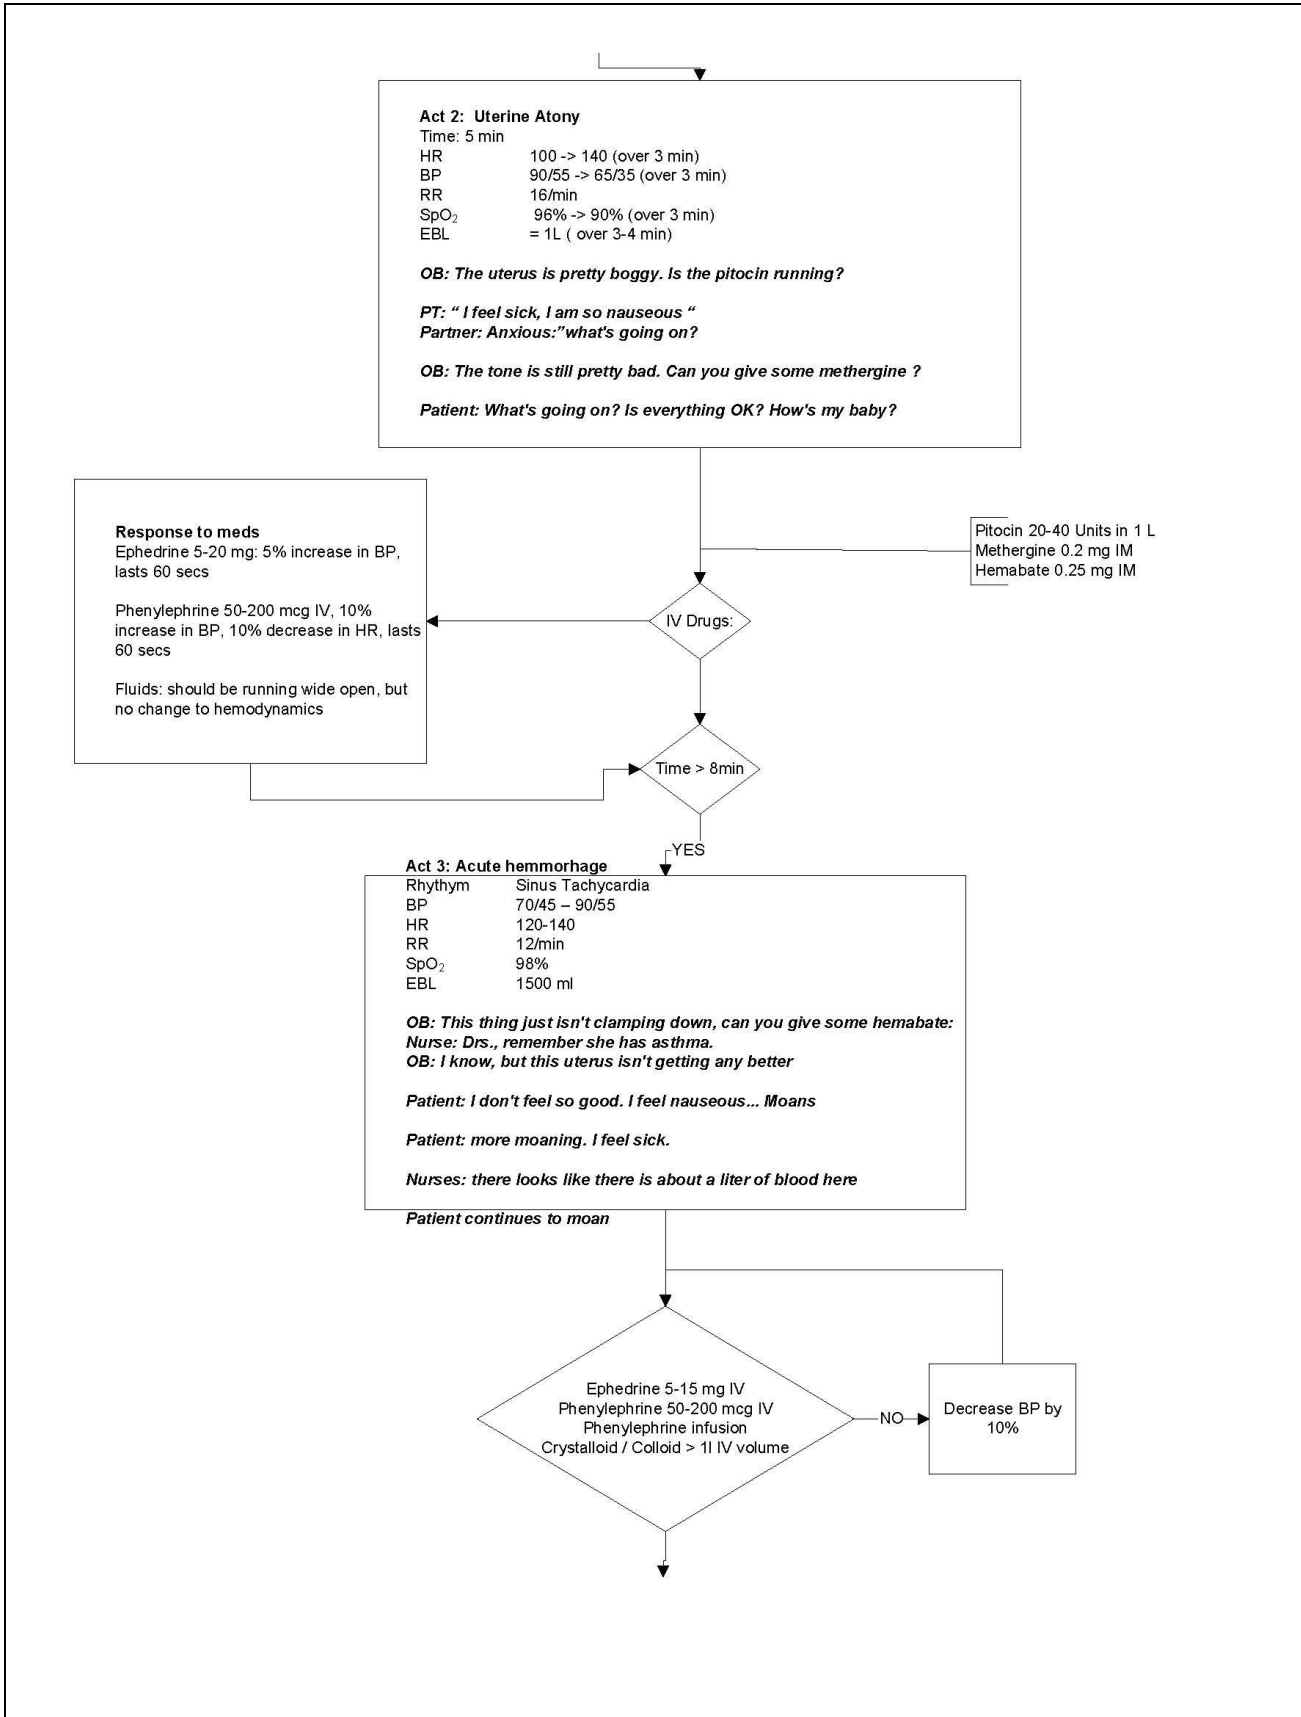 Act 2:  Uterine Atony
Time: 5 min
HR 100 -> 140 (over 3 min)
BP 90/55 -> 65/35 (over 3 min)
RR 16/min
SpO₂ 96% -> 90% (over 3 min)
EBL = 1L ( over 3-4 min)
OB: The uterus is pretty boggy. Is the pitocin running?
PT: “ I feel sick, I am so nauseous “
Partner: Anxious:”what's going on?
OB: The tone is still pretty bad. Can you give some methergine ?
Patient: What's going on? Is everything OK? How's my baby?
Response to meds
Ephedrine 5-20 mg: 5% increase in BP,
lasts 60 secs
Phenylephrine 50-200 mcg IV, 10%
increase in BP, 10% decrease in HR, lasts
60 secs
Fluids: should be running wide open, but
no change to hemodynamics
Pitocin 20-40 Units in 1 L
Methergine 0.2 mg IM
Hemabate 0.25 mg IM
IV Drugs:
Time > 8min
YES
Act 3: Acute hemmorhage
Rhythym Sinus Tachycardia
BP 70/45 – 90/55
HR 120-140
RR 12/min
SpO₂ 98%
EBL 1500 ml
OB: This thing just isn't clamping down, can you give some hemabate:
Nurse: Drs., remember she has asthma.
OB: I know, but this uterus isn't getting any better
Patient: I don't feel so good. I feel nauseous... Moans
Patient: more moaning. I feel sick.
Nurses: there looks like there is about a liter of blood here
Patient continues to moan
Ephedrine 5-15 mg IV
Phenylephrine 50-200 mcg IV
Phenylephrine infusion
Crystalloid / Colloid > 1l IV volume
NO
Decrease BP by
10%